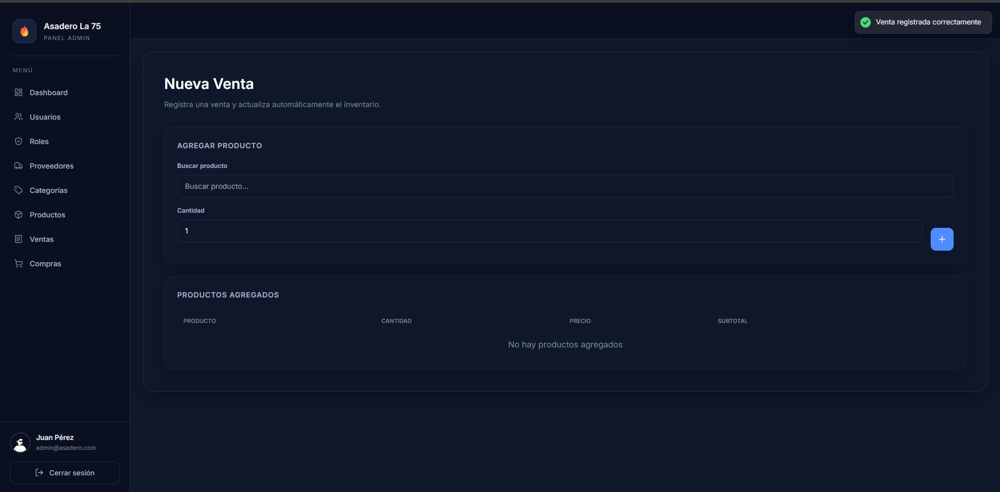 Asadero La 75
PANEL ADMIN
MENÚ
Dashboard
Usuarios
Roles
Proveedores
Categorías
Productos
Ventas
Compras
Juan Pérez
admin@asadero.com
Cerrar sesión
Venta registrada correctamente
Nueva Venta
Registra una venta y actualiza automáticamente el inventario.
AGREGAR PRODUCTO
Buscar producto
Buscar producto...
Cantidad
1
+
PRODUCTOS AGREGADOS
PRODUCTO CANTIDAD PRECIO SUBTOTAL
No hay productos agregados